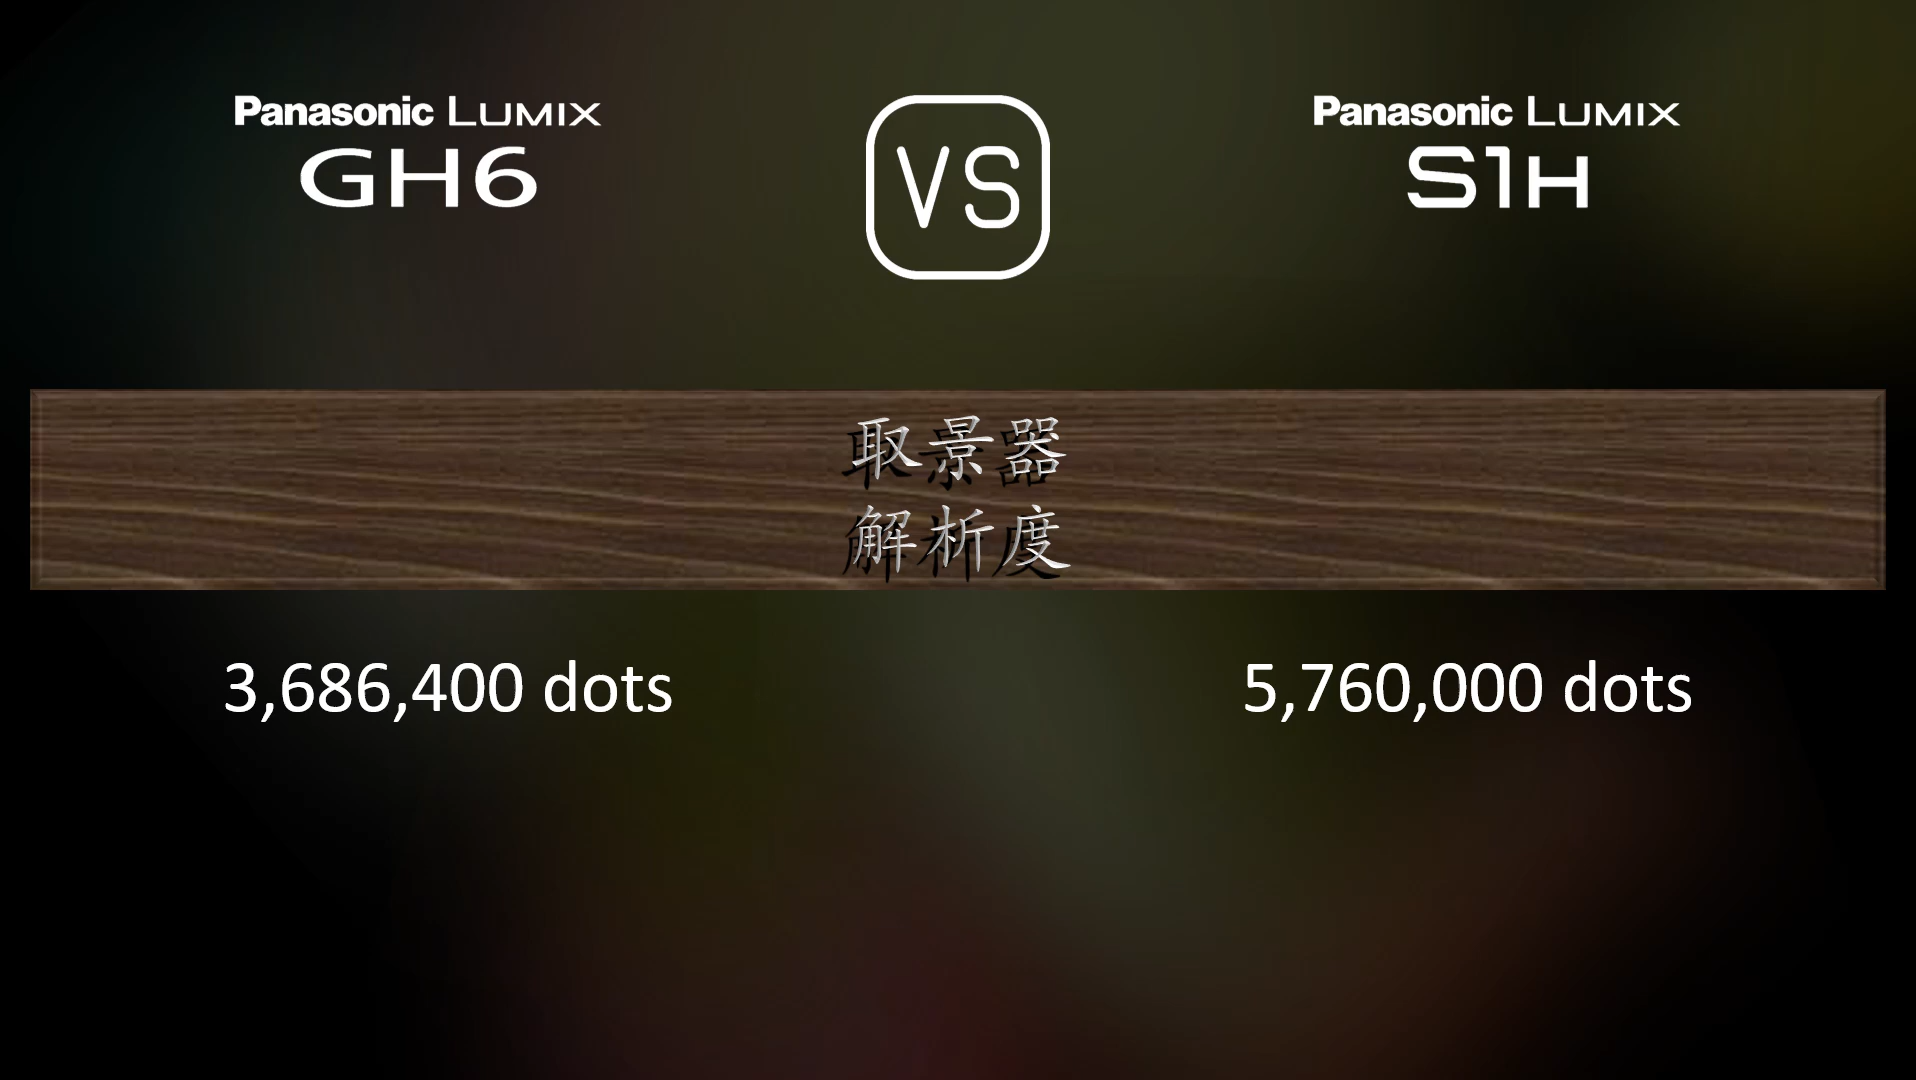 Panasonic LUMIX
GH6
VS
Panasonic LUMIX
S1H
取景器
解析度
3,686,400 dots
5,760,000 dots